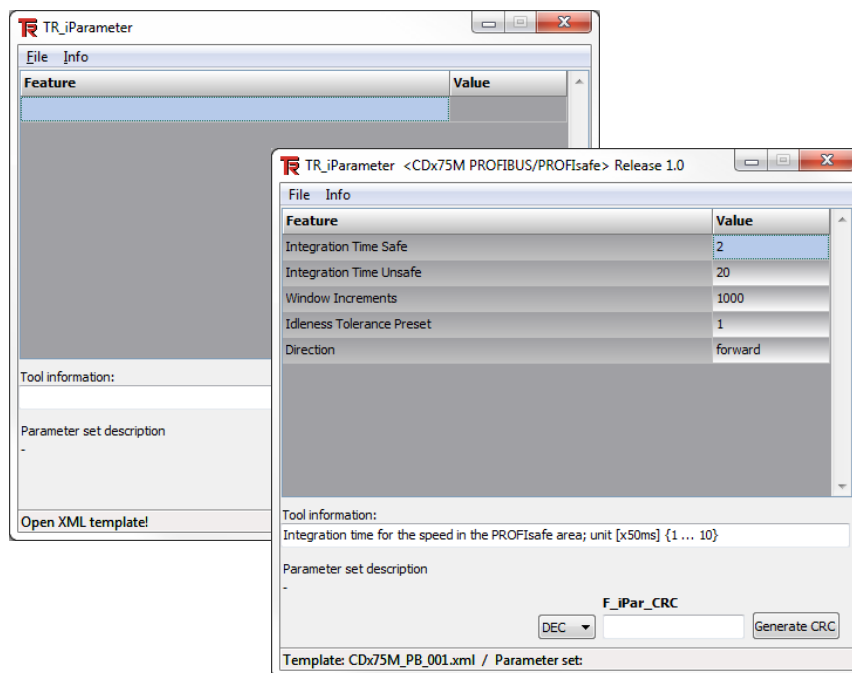 TR_iParameter
File Info
Feature Value
Tool information:
Parameter set description
-
Open XML template!
TR_iParameter <CDx75M PROFIBUS/PROFIsafe> Release 1.0
File Info
Feature Value
Integration Time Safe 2
Integration Time Unsafe 20
Window Increments 1000
Idleness Tolerance Preset 1
Direction forward
Tool information:
Integration time for the speed in the PROFIsafe area; unit [x50ms] {1 ... 10}
Parameter set description
-
F_iPar_CRC
DEC Generate CRC
Template: CDx75M_PB_001.xml / Parameter set: